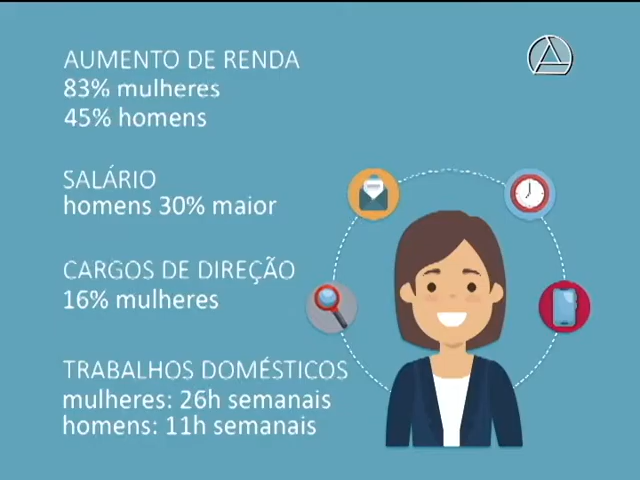 AUMENTO DE RENDA
83% mulheres
45% homens
SALÁRIO
homens 30% maior
CARGOS DE DIREÇÃO
16% mulheres
TRABALHOS DOMÉSTICOS
mulheres: 26h semanais
homens: 11h semanais